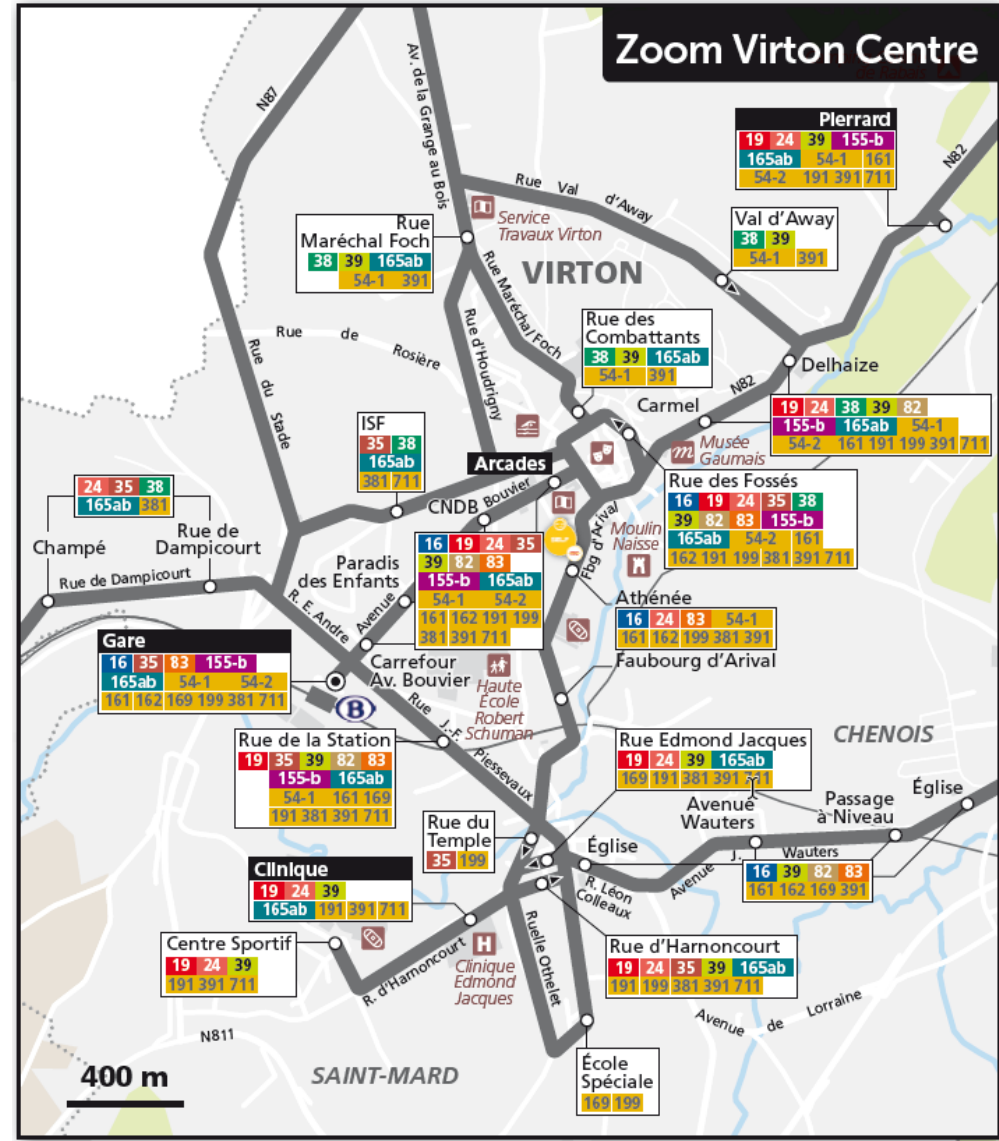 Zoom Virton Centre
N87
Av. de la Grange au Bois
Pierrard
19 24 39 155-b
165ab 54-1 161
54-2 191 391 711
N82
Rue Val d'Away
Service
Travaux Virton
Rue
Maréchal Foch
38 39 165ab
54-1 391
Val d'Away
38 39
54-1 391
VIRTON
Rue Maréchal Foch
Rue de Rosière
Rue d'Houdrigny
Rue du Stade
Rue des
Combattants
38 39 165ab
54-1 391
Delhaize
N82
Carmel
19 24 38 39 82
155-b 165ab 54-1
54-2 161 191 199 391 711
ISF
35 38
165ab
381 711
Musée
Gaumais
Arcades
Rue des Fossés
16 19 24 35 38
39 82 83 155-b
165ab 54-2 161
162 191 199 381 391 711
24 35 38
165ab 381
Champé
Rue de
Dampicourt
Rue de Dampicourt
CNDB
Avenue Bouvier
16 19 24 35
39 82 83
155-b 165ab
54-1 54-2
161 162 191 199
381 391 711
Fbg d'Arival
Moulin
Naisse
Paradis
des Enfants
R. E. Andre
Athénée
16 24 83 54-1
161 162 199 381 391
Gare
16 35 83 155-b
165ab 54-1 54-2
161 162 169 199 381 711
Carrefour
Av. Bouvier
B
Faubourg d'Arival
Haute
École
Robert
Schuman
Rue J.-F. Piessevaux
Rue de la Station
19 35 39 82 83
155-b 165ab
54-1 161 169
191 381 391 711
Rue Edmond Jacques
19 24 39 165ab
169 191 381 391 711
CHENOIS
Avenue
Wauters
Passage
à Niveau
Église
Rue du
Temple
35 199
Église
Avenue J. Wauters
16 39 82 83
161 162 169 391
R. Léon
Colleaux
Clinique
19 24 39
165ab 191 391 711
Centre Sportif
19 24 39
191 391 711
R. d'Harnoncourt
H
Clinique
Edmond
Jacques
Ruelle Othelet
Rue d'Harnoncourt
19 24 35 39 165ab
191 199 381 391 711
Avenue de Lorraine
N811
400 m
SAINT-MARD
École
Spéciale
169 199